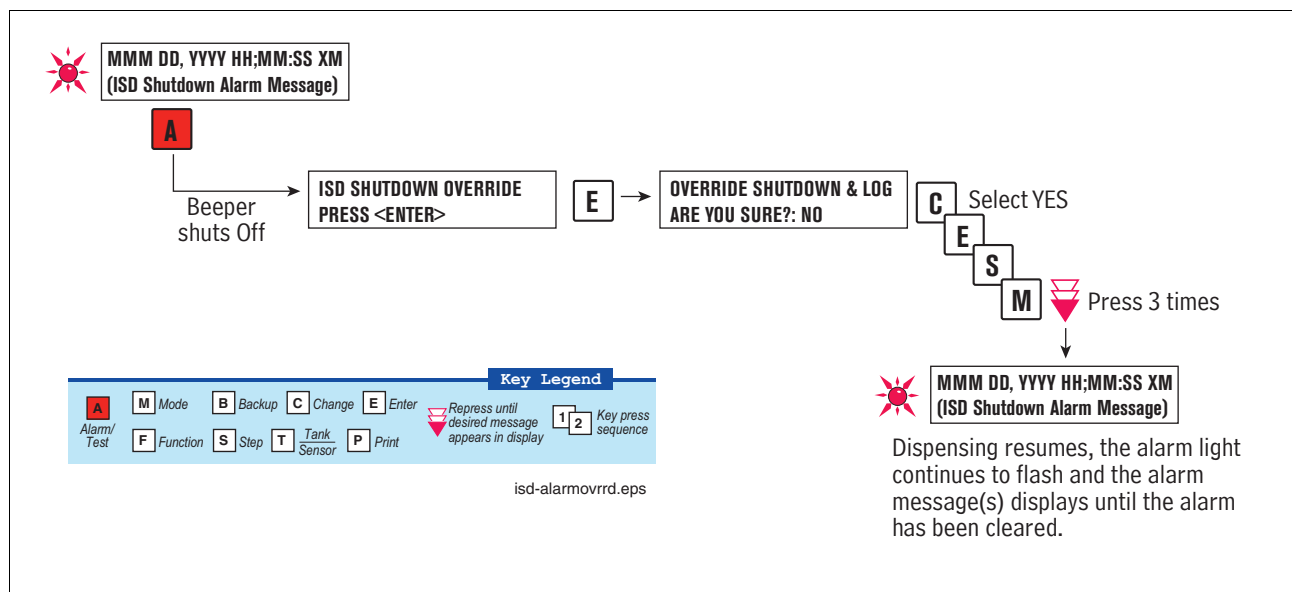 MMM DD, YYYY HH;MM:SS XM
(ISD Shutdown Alarm Message)
A
Beeper
shuts Off
ISD SHUTDOWN OVERRIDE
PRESS <ENTER>
E
OVERRIDE SHUTDOWN & LOG
ARE YOU SURE?: NO
C
Select YES
E
S
M
Press 3 times
MMM DD, YYYY HH;MM:SS XM
(ISD Shutdown Alarm Message)
Dispensing resumes, the alarm light
continues to flash and the alarm
message(s) displays until the alarm
has been cleared.
Key Legend
A
Alarm/
Test
M Mode
B Backup
C Change
E Enter
F Function
S Step
T Tank
Sensor
P Print
Repress until
desired message
appears in display
1 2
Key press
sequence
isd-alarmovrrd.eps